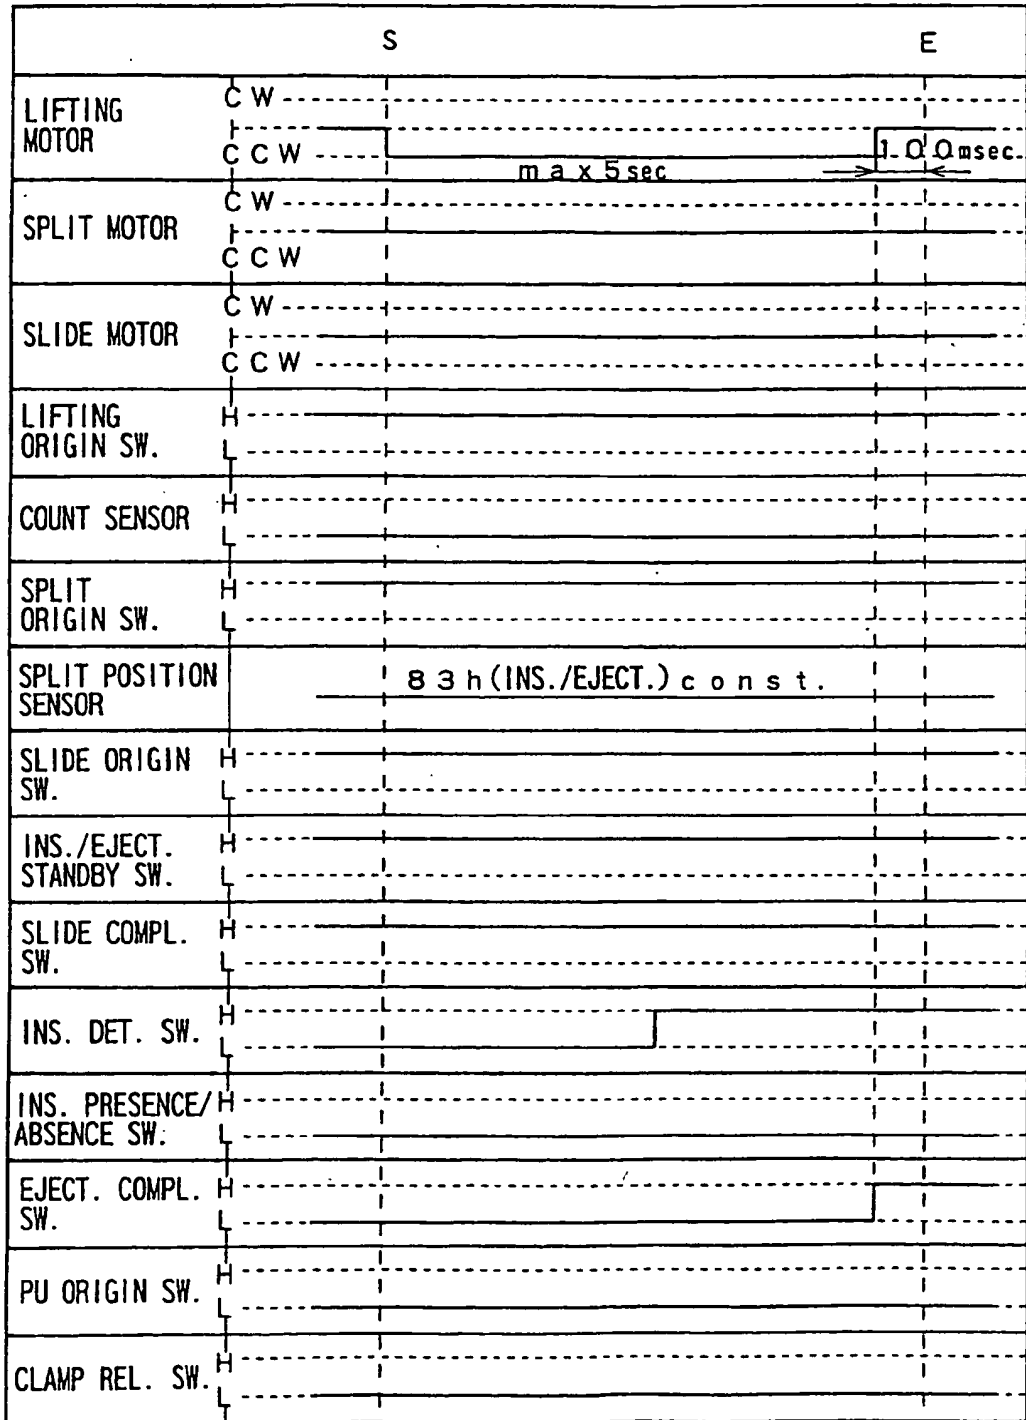 S E
LIFTING
MOTOR
CW
CCW
max 5sec
100msec
SPLIT MOTOR
CW
CCW
SLIDE MOTOR
CW
CCW
LIFTING
ORIGIN SW.
H
L
COUNT SENSOR
H
L
SPLIT
ORIGIN SW.
H
L
SPLIT POSITION
SENSOR
83h(INS./EJECT.)const.
SLIDE ORIGIN
SW.
H
L
INS./EJECT.
STANDBY SW.
H
L
SLIDE COMPL.
SW.
H
L
INS. DET. SW.
H
L
INS. PRESENCE/
ABSENCE SW.
H
L
EJECT. COMPL.
SW.
H
L
PU ORIGIN SW.
H
L
CLAMP REL. SW.
H
L